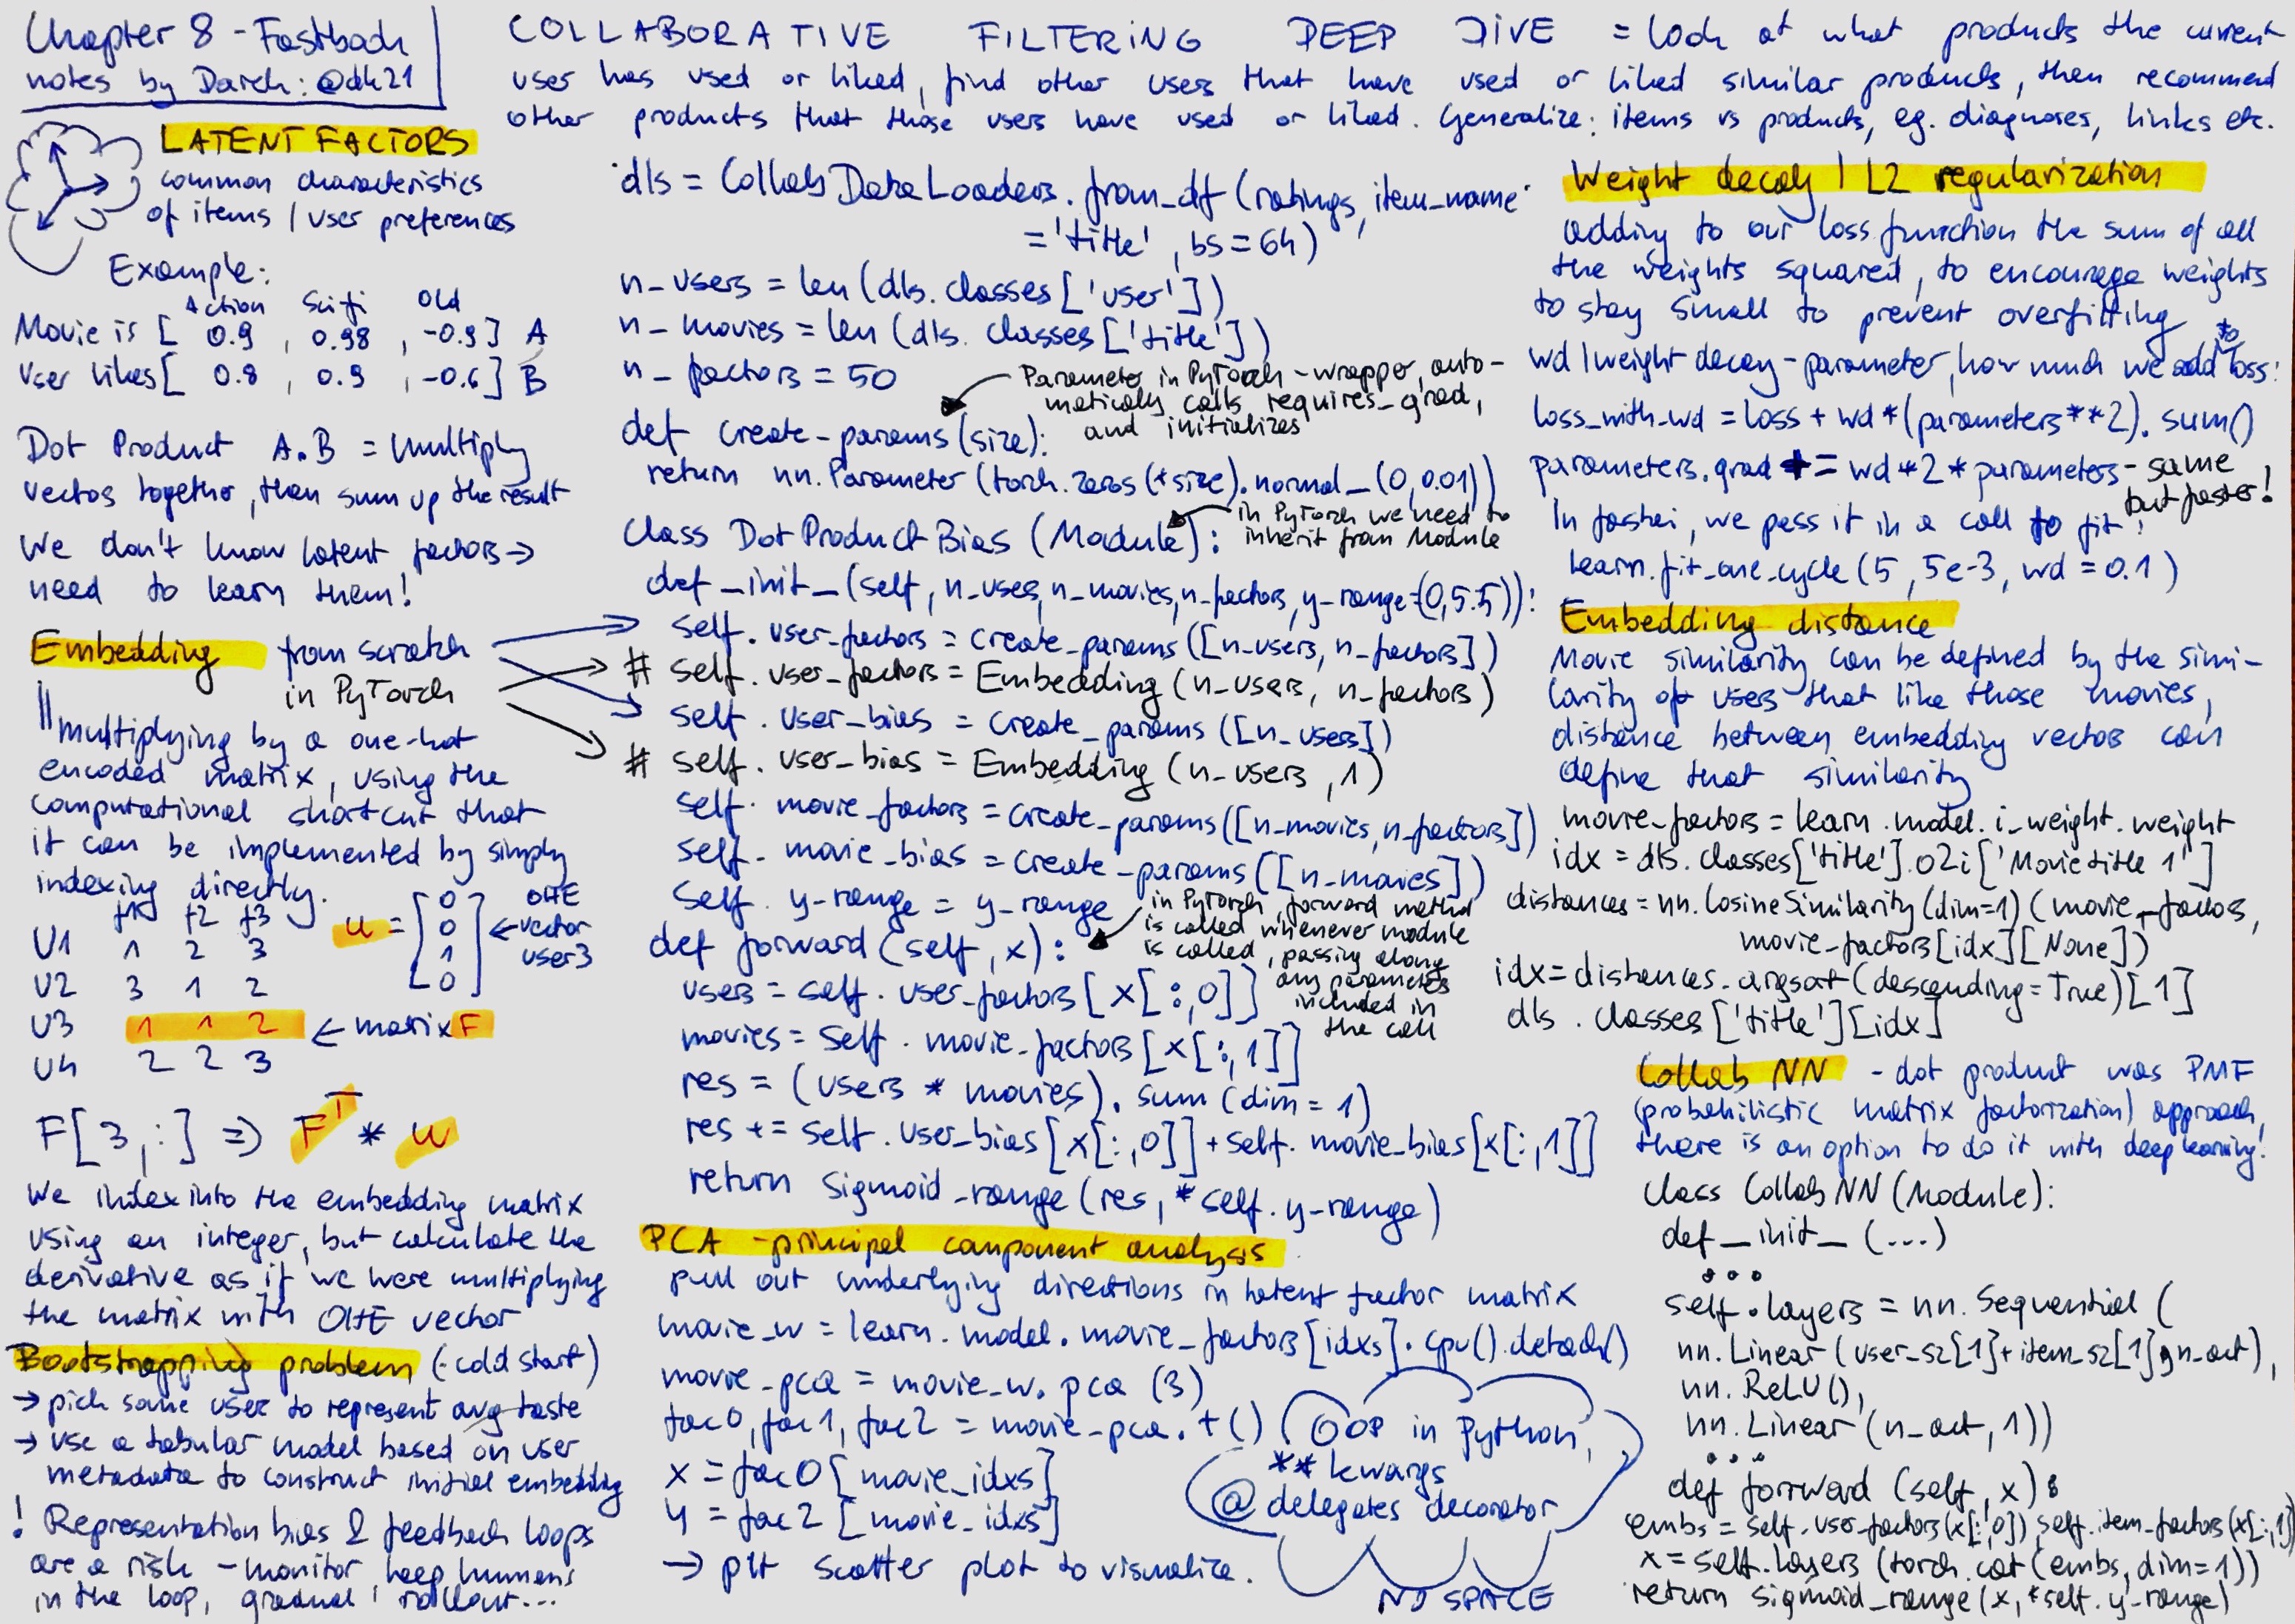 Chapter 8 - Fastbook
notes by Darek: @dk21
COLLABORATIVE FILTERING DEEP DIVE = look at what products the current
user has used or liked, find other users that have used or liked similar products, then recommend
other products that those users have used or liked. Generalize: items vs products, eg. diagnoses, links etc.
LATENT FACTORS
common characteristics
of items / user preferences
Example:
Action Scifi Old
Movie is [ 0.9 , 0.98 , -0.9 ] A
User likes [ 0.8 , 0.9 , -0.6 ] B
Dot Product A.B = multiply
vectos together, then sum up the result
We don't know latent factors →
need to learn them!
Embedding from scratch
in PyTorch
|| multiplying by a one-hot
encoded matrix, using the
computational shortcut that
it can be implemented by simply
indexing directly.
f1 f2 f3
U1 1 2 3
U2 3 1 2
U3 1 1 2 ← matrix F
U4 2 2 3
u = [ 0 0 1 0 ] ← OHE
vector
user3
F[3,:] => F^T * u
We index into the embedding matrix
using an integer, but calculate the
derivative as if we were multiplying
the matrix with OHE vector
Bootstrapping problem (-cold start)
→ pick some user to represent avg taste
→ use a tabular model based on user
metadata to construct initial embedding
! Representation bias & feedback loops
are a risk - monitor, keep humans
in the loop, gradual rollout...
dls = CollabDataLoaders.from_df(ratings, item_name
='title', bs=64)
n_users = len(dls.classes['user'])
n_movies = len(dls.classes['title'])
n_factors = 50
Parameter in PyTorch - wrapper, auto-
matically calls requires_grad,
and initializes
def create_params(size):
return nn.Parameter(torch.zeros(*size).normal_(0,0.01))
class DotProductBias(Module):
in PyTorch we need to
inherit from Module
def _init_(self, n_users, n_movies, n_factors, y_range=(0,5.5)):
self.user_factors = create_params([n_users, n_factors])
# self.user_factors = Embedding(n_users, n_factors)
self.user_bias = create_params([n_users])
# self.user_bias = Embedding(n_users, 1)
self.movie_factors = create_params([n_movies, n_factors])
self.movie_bias = create_params([n_movies])
self.y_range = y_range
in PyTorch, forward method
is called whenever module
is called, passing along
any parameters
included in
the call
def forward(self, x):
users = self.user_factors[x[:,0]]
movies = self.movie_factors[x[:,1]]
res = (users * movies).sum(dim=1)
res += self.user_bias[x[:,0]] + self.movie_bias[x[:,1]]
return sigmoid_range(res, *self.y_range)
PCA - principal component analysis
pull out underlying directions in latent factor matrix
movie_w = learn.model.movie_factors[idxs].cpu().detach()
movie_pca = movie_w.pca(3)
fac0, fac1, fac2 = movie_pca.t()
x = fac0[movie_idxs]
y = fac2[movie_idxs]
→ plt scatter plot to visualize.
OOP in Python,
**kwargs
@delegates decorator
NO SPACE
Weight decay / L2 regularization
adding to our loss function the sum of all
the weights squared, to encourage weights
to stay small to prevent overfitting
wd / weight decay - parameter, how much we add to loss:
loss_with_wd = loss + wd*(parameters**2).sum()
parameters.grad += wd*2*parameters - same
but faster!
In fastai, we pass it in a call to fit:
learn.fit_one_cycle(5, 5e-3, wd=0.1)
Embedding distance
Movie similarity can be defined by the simi-
larity of users that like those movies,
distance between embedding vectors can
define that similarity
movie_factors = learn.model.i_weight.weight
idx = dls.classes['title'].o2i['Movie title 1']
distances = nn.CosineSimilarity(dim=1)(movie_factors,
movie_factors[idx][None])
idx = distances.argsort(descending=True)[1]
dls.classes['title'][idx]
Collab NN - dot product was PMF
(probabilistic matrix factorization) approach,
there is an option to do it with deep learning!
class CollabNN(Module):
def _init_(...)
...
self.layers = nn.Sequential(
nn.Linear(user_sz[1]+item_sz[1], n_act),
nn.ReLU(),
nn.Linear(n_act, 1))
...
def forward(self, x):
embs = self.user_factors(x[:,0]), self.item_factors(x[:,1])
x = self.layers(torch.cat(embs, dim=1))
return sigmoid_range(x, *self.y_range)